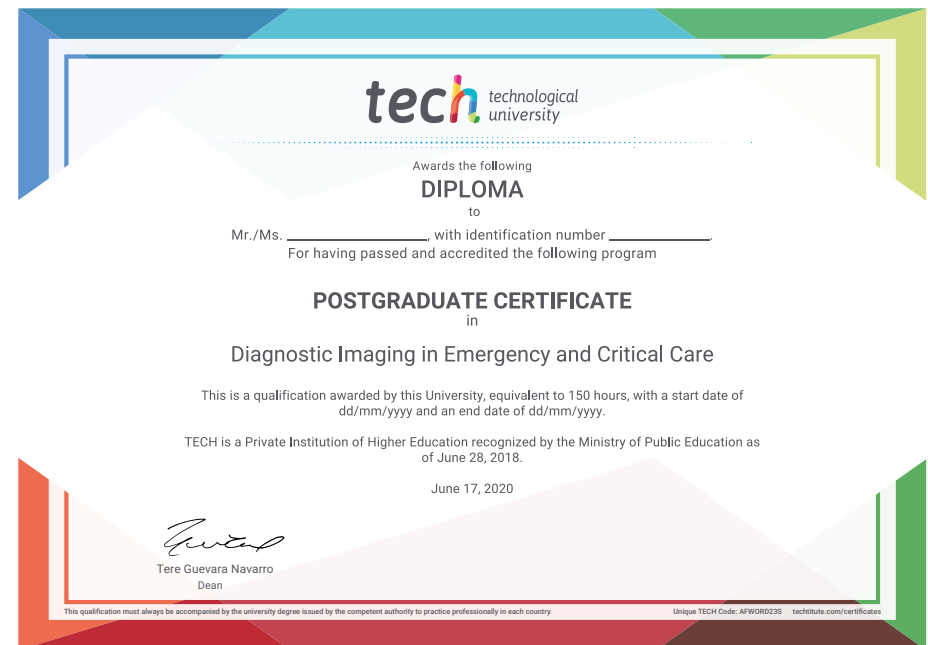 tech technological
university
Awards the following
DIPLOMA
to
Mr./Ms. ____________________, with identification number ______________.
For having passed and accredited the following program
POSTGRADUATE CERTIFICATE
in
Diagnostic Imaging in Emergency and Critical Care
This is a qualification awarded by this University, equivalent to 150 hours, with a start date of
dd/mm/yyyy and an end date of dd/mm/yyyy.
TECH is a Private Institution of Higher Education recognized by the Ministry of Public Education as
of June 28, 2018.
June 17, 2020
Tere Guevara Navarro
Dean
This qualification must always be accompanied by the university degree issued by the competent authority to practice professionally in each country.
Unique TECH Code: AFWORD23S techtitute.com/certificates